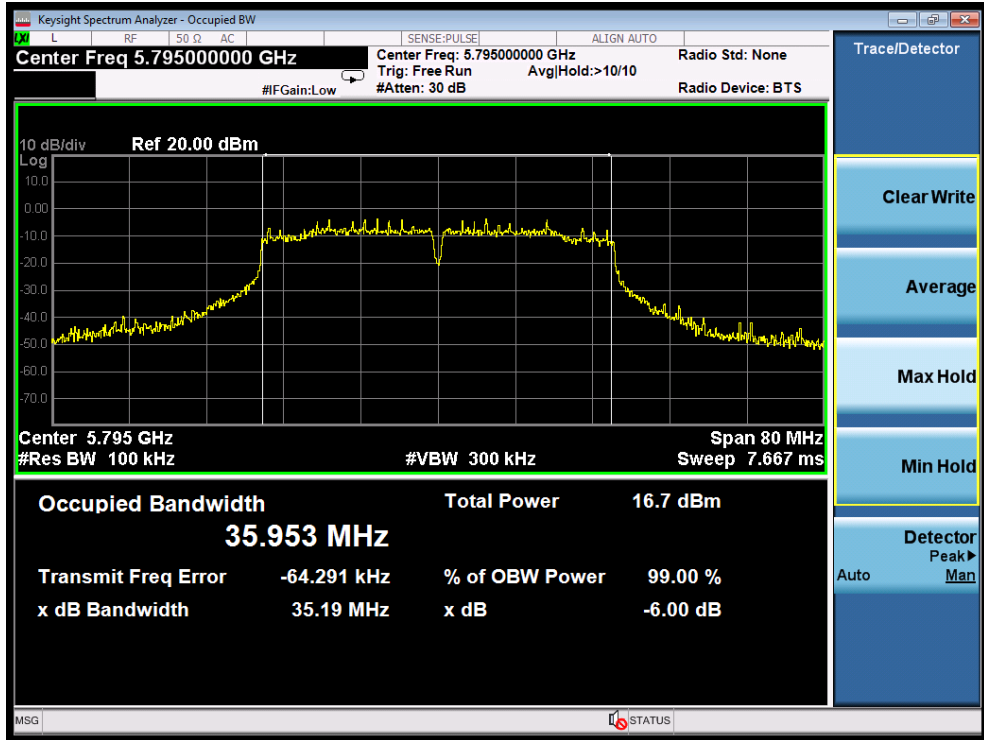 Keysight Spectrum Analyzer - Occupied BW
LXI L RF 50 Ω AC SENSE:PULSE ALIGN AUTO
Center Freq 5.795000000 GHz
Center Freq: 5.795000000 GHz Radio Std: None
Trig: Free Run Avg|Hold:>10/10
#IFGain:Low #Atten: 30 dB Radio Device: BTS
10 dB/div Ref 20.00 dBm
Log
10.0
0.00
-10.0
-20.0
-30.0
-40.0
-50.0
-60.0
-70.0
Center 5.795 GHz Span 80 MHz
#Res BW 100 kHz #VBW 300 kHz Sweep 7.667 ms
Occupied Bandwidth Total Power 16.7 dBm
35.953 MHz
Transmit Freq Error -64.291 kHz % of OBW Power 99.00 %
x dB Bandwidth 35.19 MHz x dB -6.00 dB
Trace/Detector
Clear Write
Average
Max Hold
Min Hold
Detector
Peak▶
Auto Man
MSG STATUS